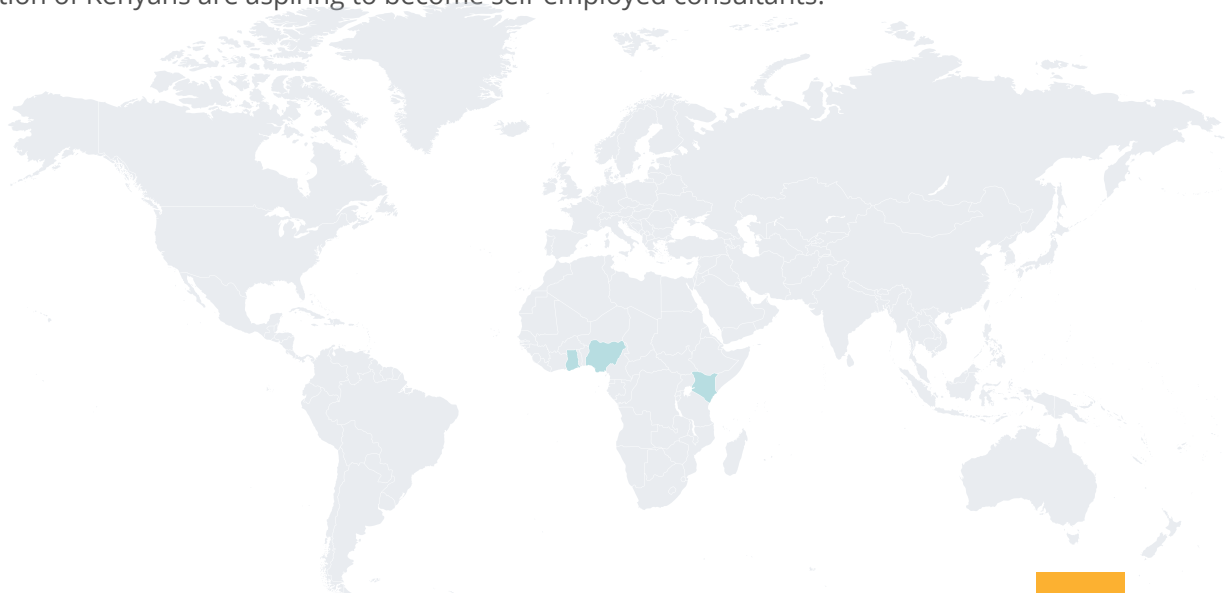 tion of Kenyans are aspiring to become self-employed consultants.